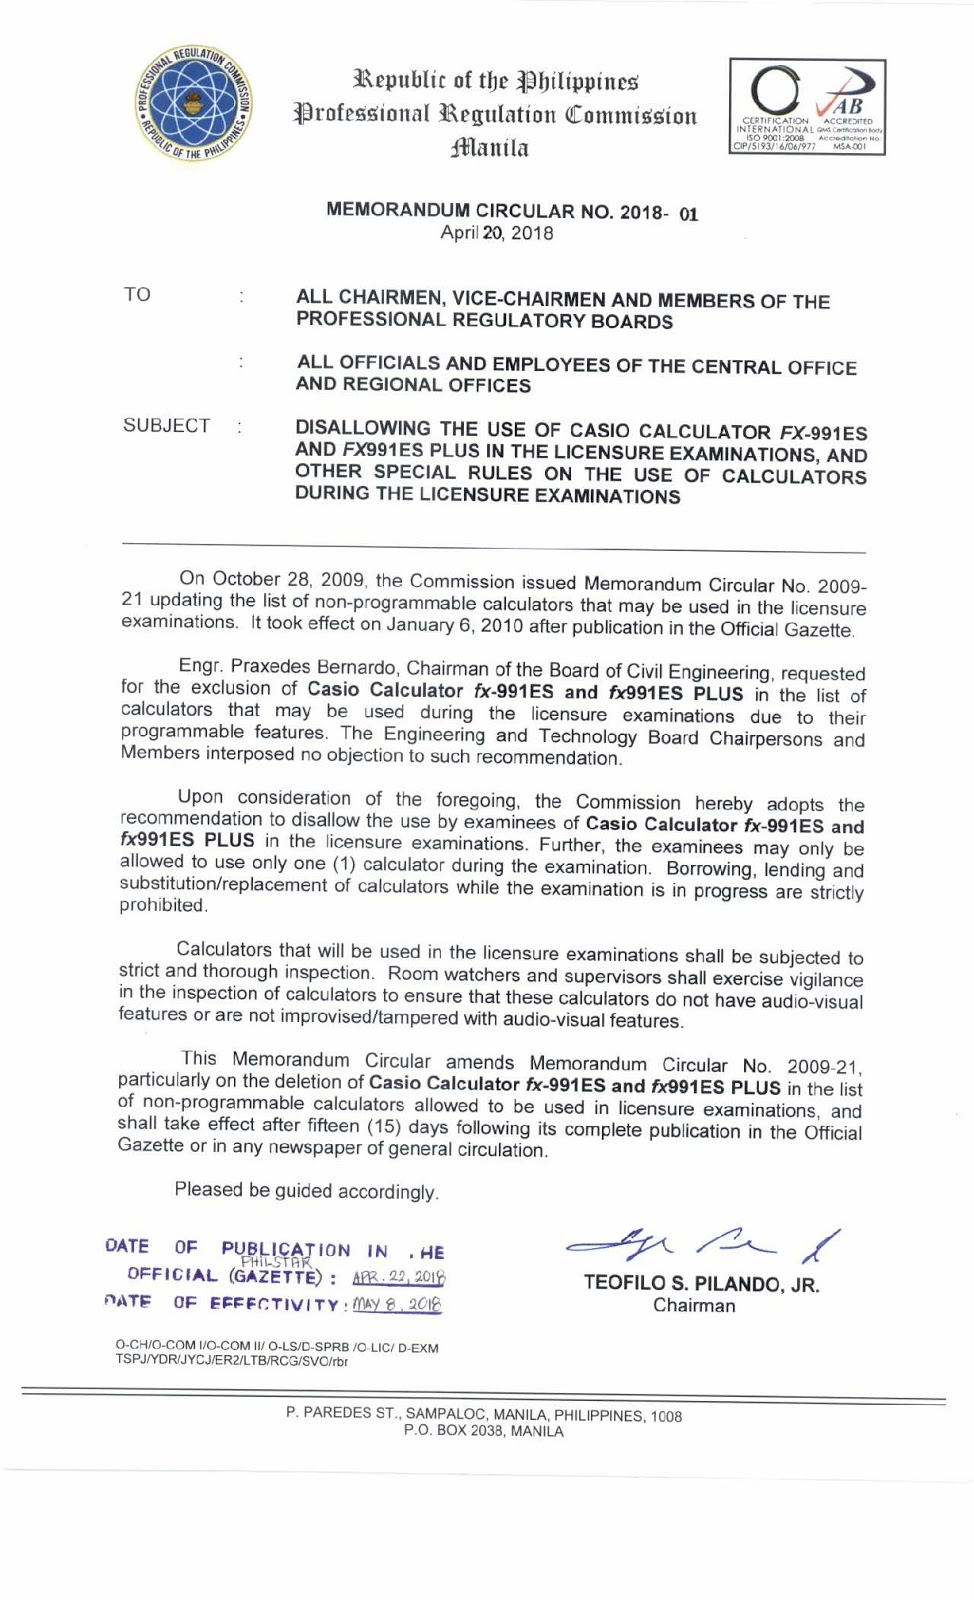 PROFESSIONAL REGULATION COMMISSION
REPUBLIC OF THE PHILIPPINES
Republic of the Philippines
Professional Regulation Commission
Manila
AB
CERTIFICATION ACCREDITED
INTERNATIONAL QMS Certification Body
ISO 9001:2008 Accreditation No.
CIP/5193/16/06/977 MSA-001
MEMORANDUM CIRCULAR NO. 2018- 01
April 20, 2018
TO : ALL CHAIRMEN, VICE-CHAIRMEN AND MEMBERS OF THE
PROFESSIONAL REGULATORY BOARDS
: ALL OFFICIALS AND EMPLOYEES OF THE CENTRAL OFFICE
AND REGIONAL OFFICES
SUBJECT : DISALLOWING THE USE OF CASIO CALCULATOR FX-991ES
AND FX991ES PLUS IN THE LICENSURE EXAMINATIONS, AND
OTHER SPECIAL RULES ON THE USE OF CALCULATORS
DURING THE LICENSURE EXAMINATIONS
On October 28, 2009, the Commission issued Memorandum Circular No. 2009-
21 updating the list of non-programmable calculators that may be used in the licensure
examinations. It took effect on January 6, 2010 after publication in the Official Gazette.
Engr. Praxedes Bernardo, Chairman of the Board of Civil Engineering, requested
for the exclusion of Casio Calculator fx-991ES and fx991ES PLUS in the list of
calculators that may be used during the licensure examinations due to their
programmable features. The Engineering and Technology Board Chairpersons and
Members interposed no objection to such recommendation.
Upon consideration of the foregoing, the Commission hereby adopts the
recommendation to disallow the use by examinees of Casio Calculator fx-991ES and
fx991ES PLUS in the licensure examinations. Further, the examinees may only be
allowed to use only one (1) calculator during the examination. Borrowing, lending and
substitution/replacement of calculators while the examination is in progress are strictly
prohibited.
Calculators that will be used in the licensure examinations shall be subjected to
strict and thorough inspection. Room watchers and supervisors shall exercise vigilance
in the inspection of calculators to ensure that these calculators do not have audio-visual
features or are not improvised/tampered with audio-visual features.
This Memorandum Circular amends Memorandum Circular No. 2009-21,
particularly on the deletion of Casio Calculator fx-991ES and fx991ES PLUS in the list
of non-programmable calculators allowed to be used in licensure examinations, and
shall take effect after fifteen (15) days following its complete publication in the Official
Gazette or in any newspaper of general circulation.
Pleased be guided accordingly.
DATE OF PUBLICATION IN .HE
PHILSTAR
OFFICIAL (GAZETTE) : APR. 22, 2018
DATE OF EFFECTIVITY: MAY 8, 2018
TEOFILO S. PILANDO, JR.
Chairman
O-CH/O-COM I/O-COM II/ O-LS/D-SPRB /O-LIC/ D-EXM
TSPJ/YDR/JYCJ/ER2/LTB/RCG/SVO/rbr
P. PAREDES ST., SAMPALOC, MANILA, PHILIPPINES, 1008
P.O. BOX 2038, MANILA